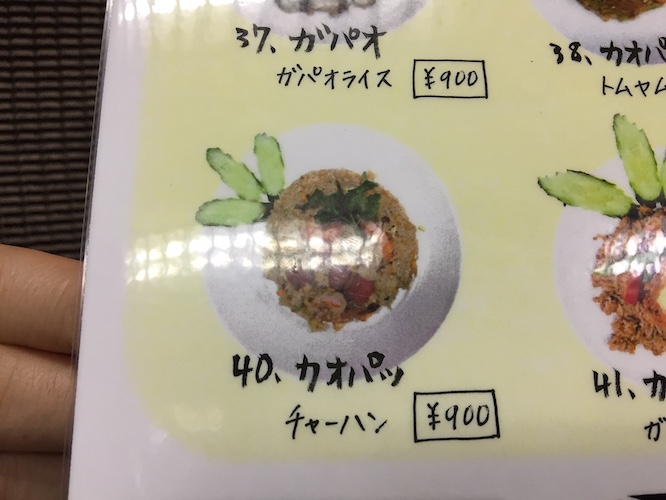 37、ガパオ
ガパオライス ¥900
38、カオパ
トムヤム
40、カオパッ
チャーハン ¥900
41、カ
ガ